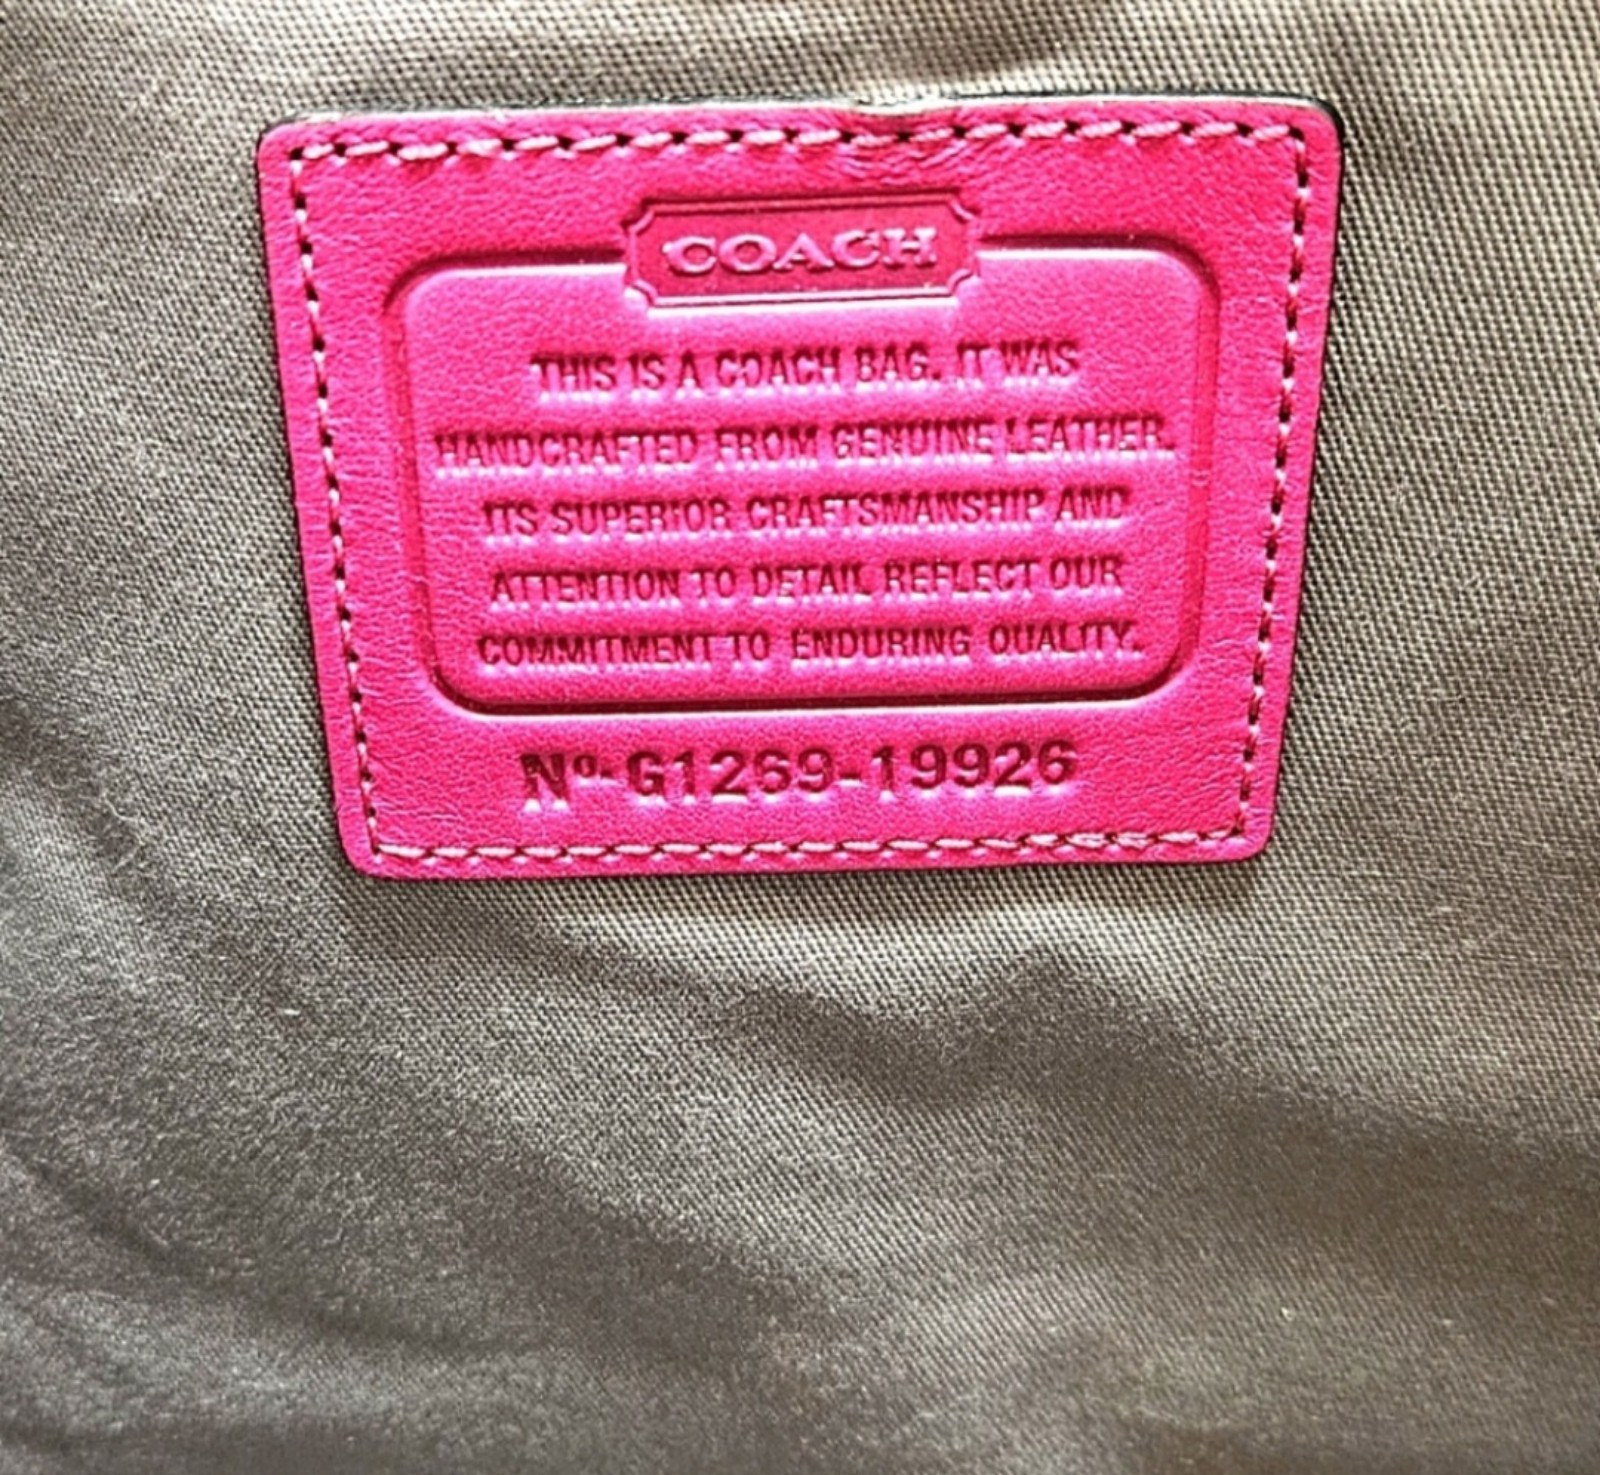 COACH
THIS IS A COACH BAG. IT WAS
HANDCRAFTED FROM GENUINE LEATHER.
ITS SUPERIOR CRAFTSMANSHIP AND
ATTENTION TO DETAIL REFLECT OUR
COMMITMENT TO ENDURING QUALITY.
Nº-G1269-19926